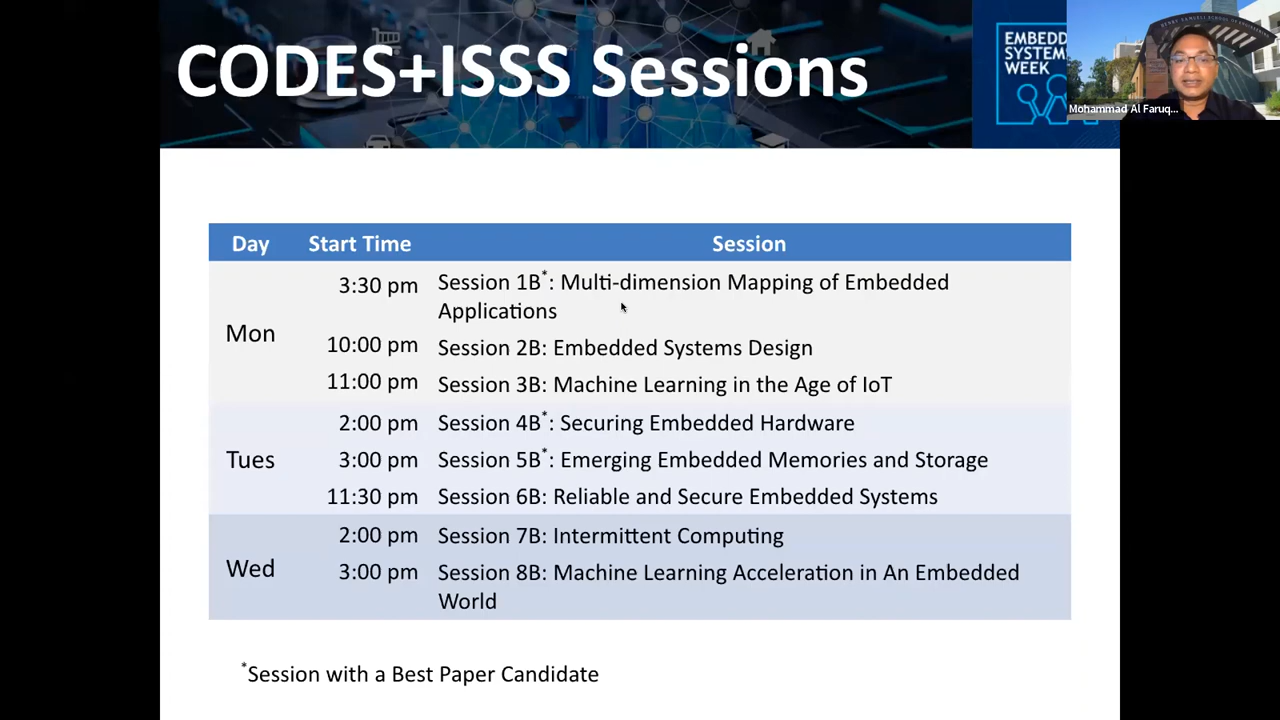 CODES+ISSS Sessions
EMBEDD
SYSTEM
WEEK
Mohammad Al Faruq...
Day Start Time Session
Mon
3:30 pm Session 1B*: Multi-dimension Mapping of Embedded
Applications
10:00 pm Session 2B: Embedded Systems Design
11:00 pm Session 3B: Machine Learning in the Age of IoT
Tues
2:00 pm Session 4B*: Securing Embedded Hardware
3:00 pm Session 5B*: Emerging Embedded Memories and Storage
11:30 pm Session 6B: Reliable and Secure Embedded Systems
Wed
2:00 pm Session 7B: Intermittent Computing
3:00 pm Session 8B: Machine Learning Acceleration in An Embedded
World
*Session with a Best Paper Candidate